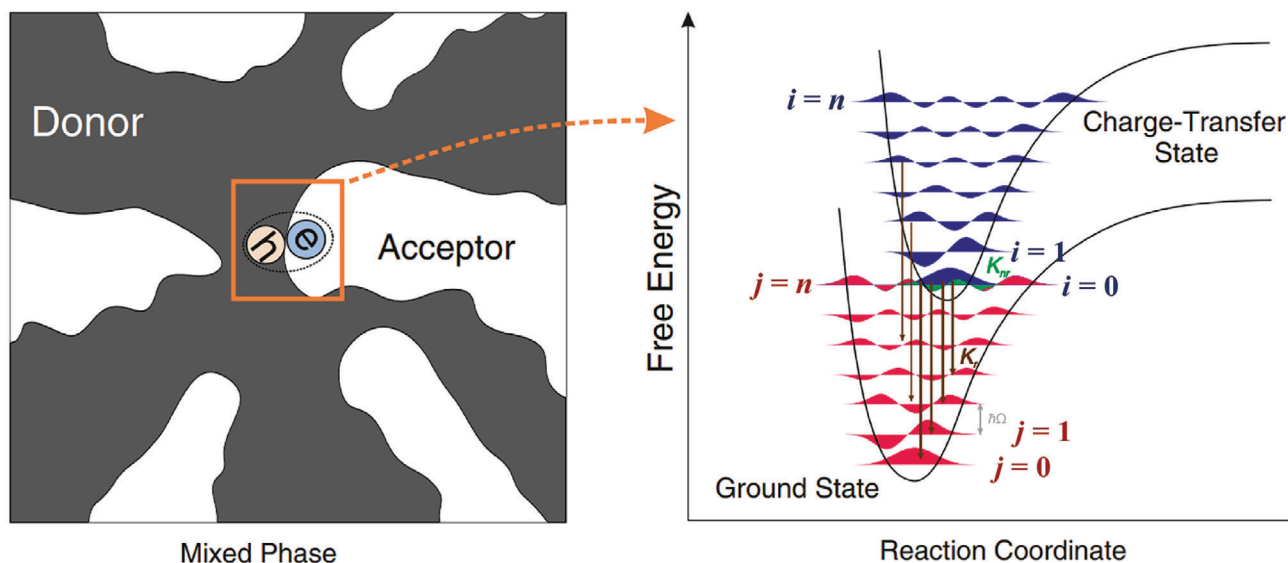 Donor
h e
Acceptor
Mixed Phase
Free Energy
i = n
Charge-Transfer
State
i = 1
K_nr
j = n
i = 0
K_r
ħΩ
j = 1
j = 0
Ground State
Reaction Coordinate